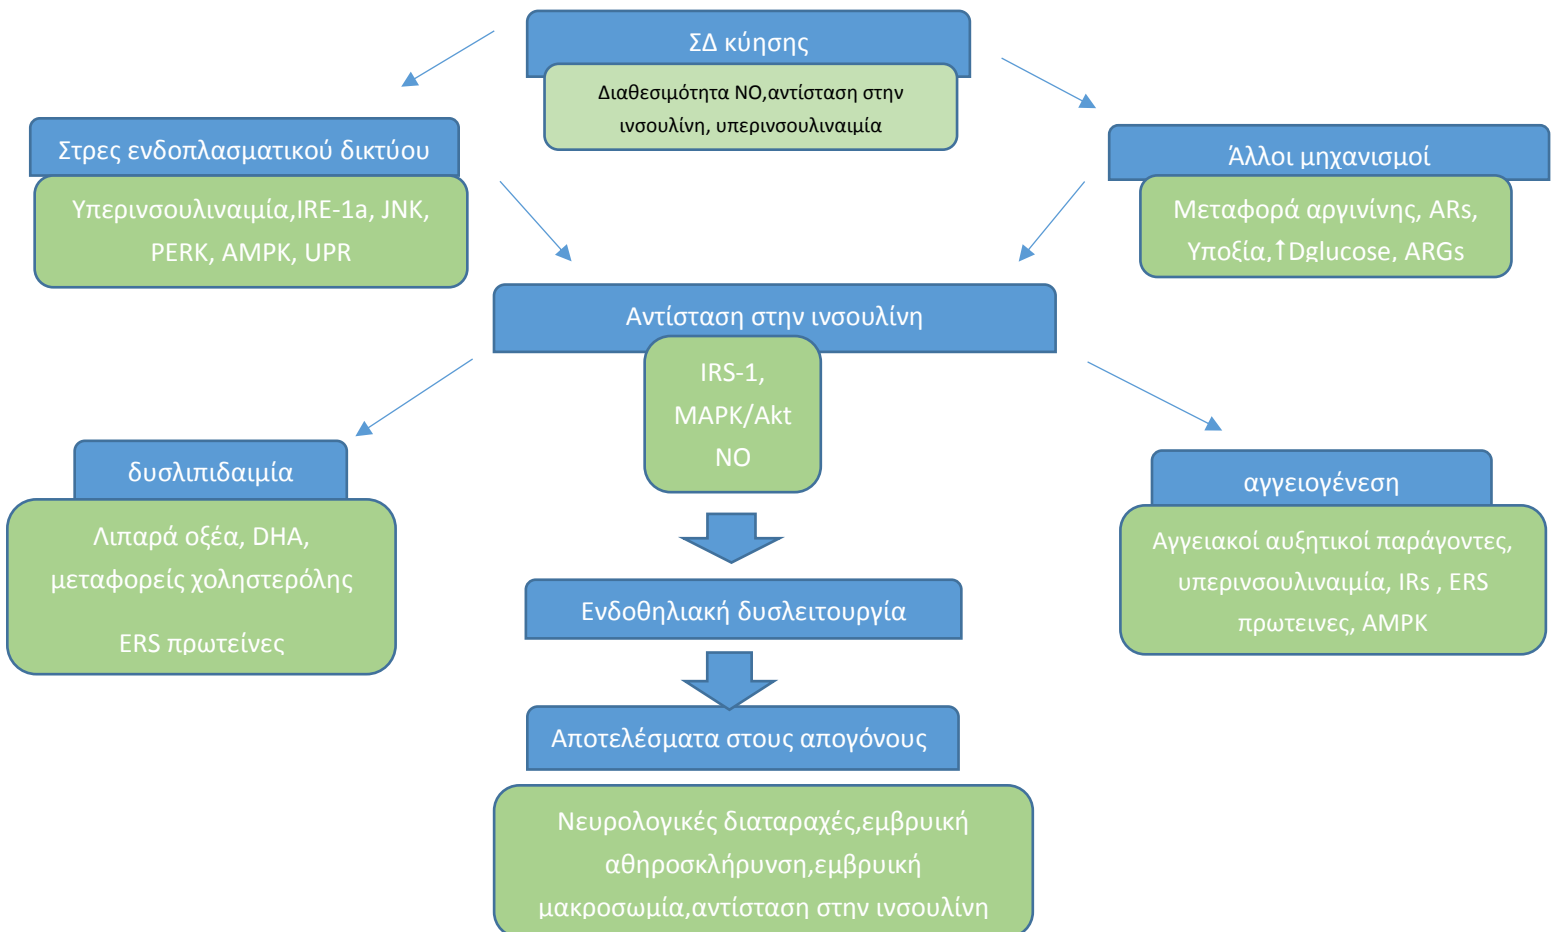 ΣΔ κύησης
Διαθεσιμότητα NO,αντίσταση στην
ινσουλίνη, υπερινσουλιναιμία
Στρες ενδοπλασματικού δικτύου
Υπερινσουλιναιμία,IRE-1a, JNK,
PERK, AMPK, UPR
Άλλοι μηχανισμοί
Μεταφορά αργινίνης, ARs,
Υποξία,↑Dglucose, ARGs
Αντίσταση στην ινσουλίνη
IRS-1,
MAPK/Akt
NO
δυσλιπιδαιμία
Λιπαρά οξέα, DHA,
μεταφορείς χοληστερόλης
ERS πρωτείνες
αγγειογένεση
Αγγειακοί αυξητικοί παράγοντες,
υπερινσουλιναιμία, IRs , ERS
πρωτεινες, AMPK
Ενδοθηλιακή δυσλειτουργία
Αποτελέσματα στους απογόνους
Νευρολογικές διαταραχές,εμβρυική
αθηροσκλήρυνση,εμβρυική
μακροσωμία,αντίσταση στην ινσουλίνη